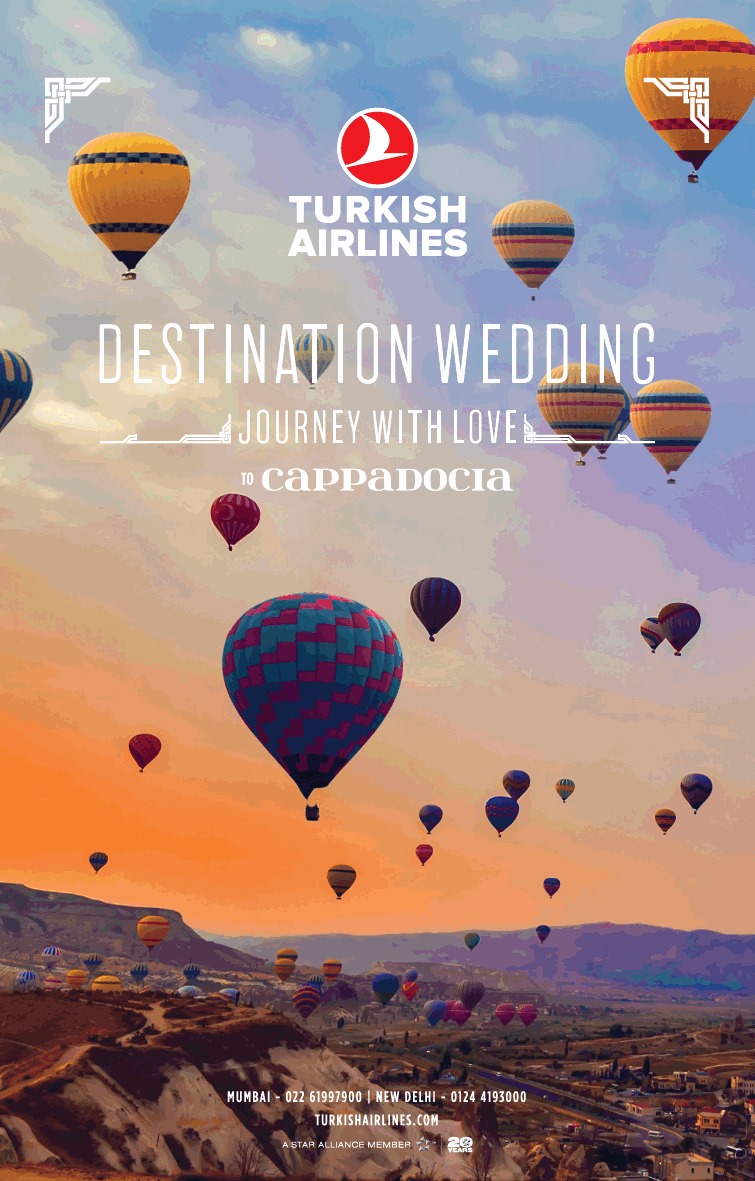 TURKISH
AIRLINES
DESTINATION WEDDING
JOURNEY WITH LOVE
TO CAPPADOCIA
MUMBAI - 022 61997900 | NEW DELHI - 0124 4193000
TURKISHAIRLINES.COM
A STAR ALLIANCE MEMBER
20
YEARS